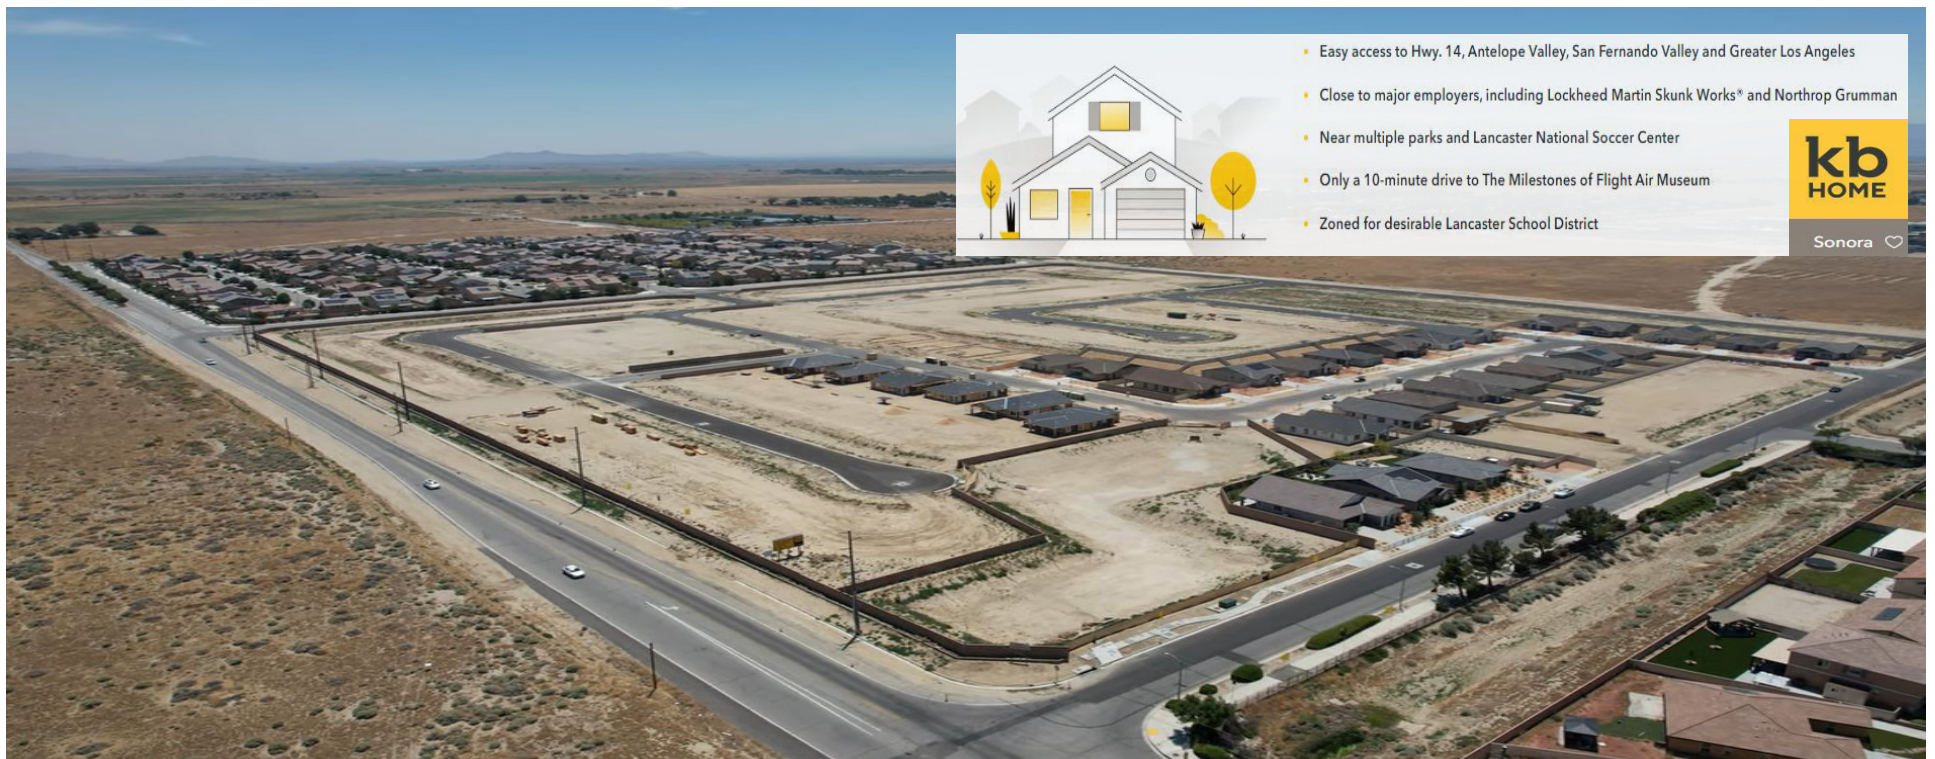 Easy access to Hwy. 14, Antelope Valley, San Fernando Valley and Greater Los Angeles
Close to major employers, including Lockheed Martin Skunk Works® and Northrop Grumman
Near multiple parks and Lancaster National Soccer Center
Only a 10-minute drive to The Milestones of Flight Air Museum
Zoned for desirable Lancaster School District
kb
HOME
Sonora